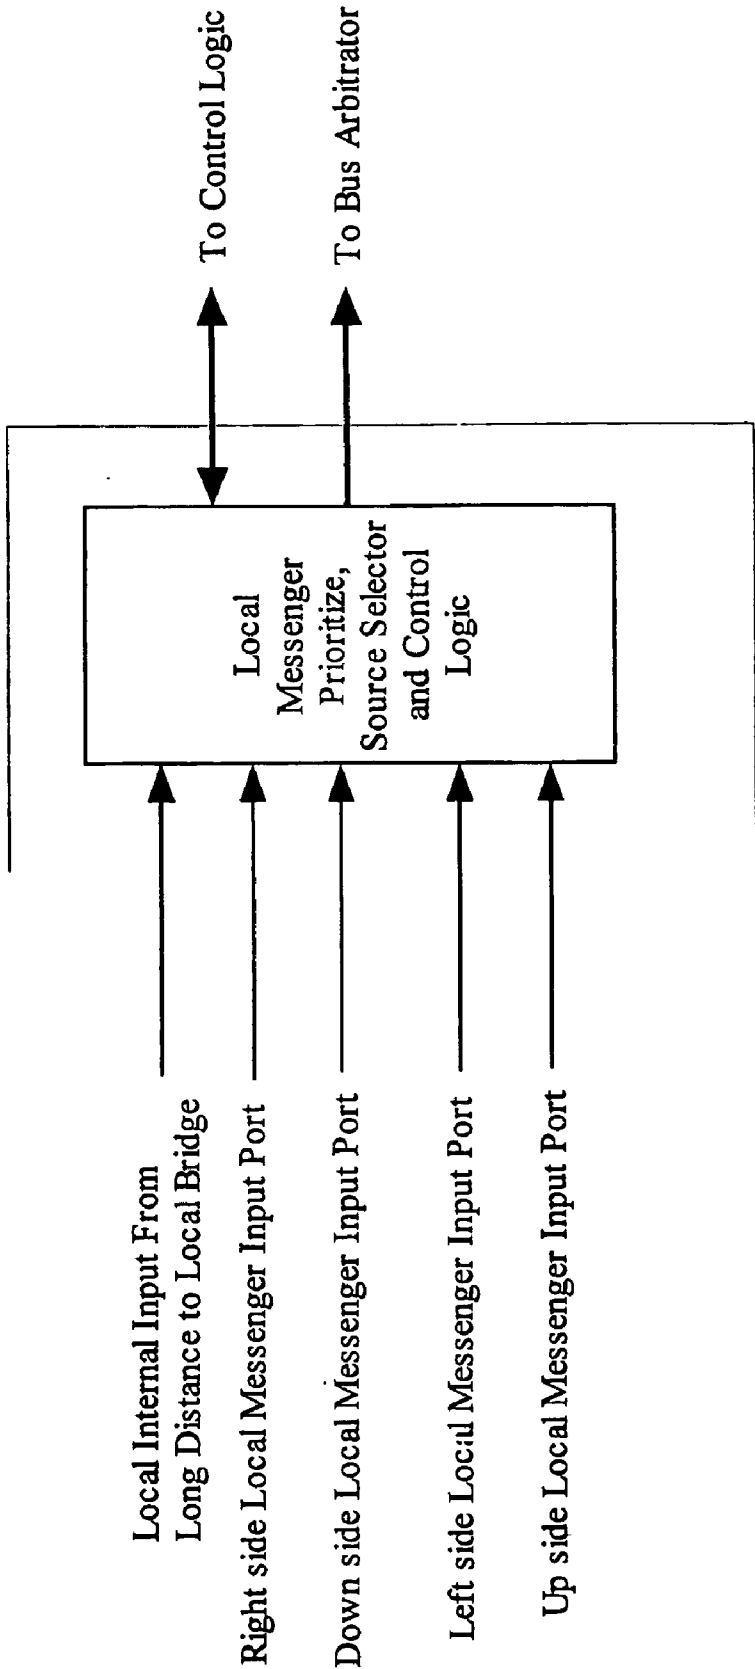 Local Internal Input From
Long Distance to Local Bridge
Right side Local Messenger Input Port
Down side Local Messenger Input Port
Left side Local Messenger Input Port
Up side Local Messenger Input Port
Local
Messenger
Prioritize,
Source Selector
and Control
Logic
To Control Logic
To Bus Arbitrator